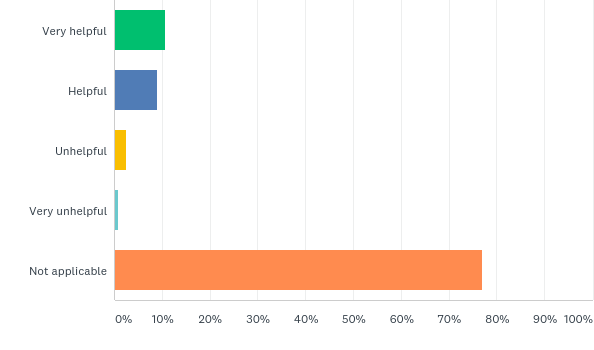 Very helpful
Helpful
Unhelpful
Very unhelpful
Not applicable
0% 10% 20% 30% 40% 50% 60% 70% 80% 90% 100%